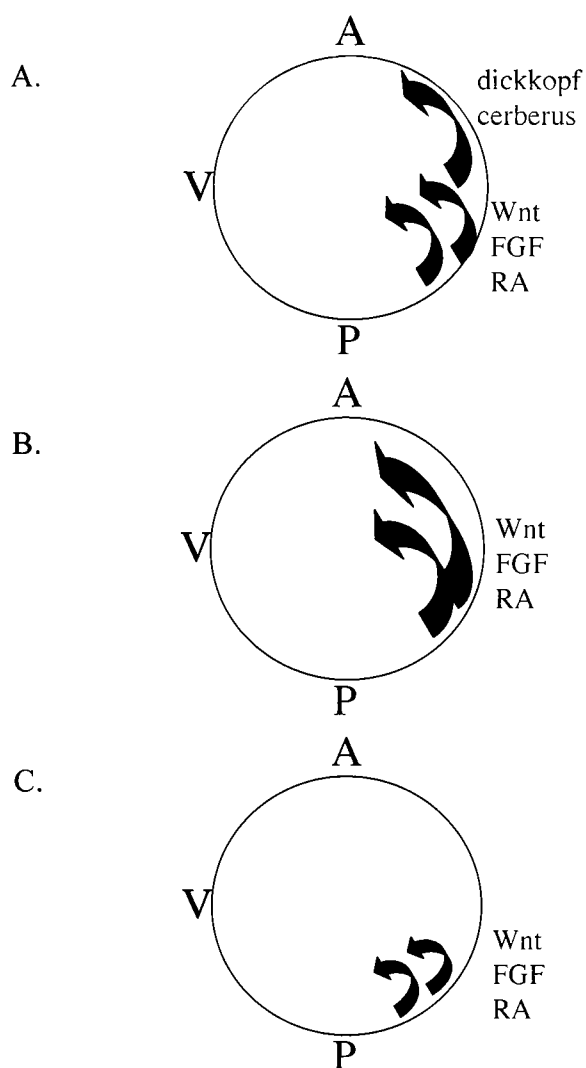 A.
A
dickkopf
cerberus
V
Wnt
FGF
RA
P
B.
A
V
Wnt
FGF
RA
P
C.
A
V
Wnt
FGF
RA
P